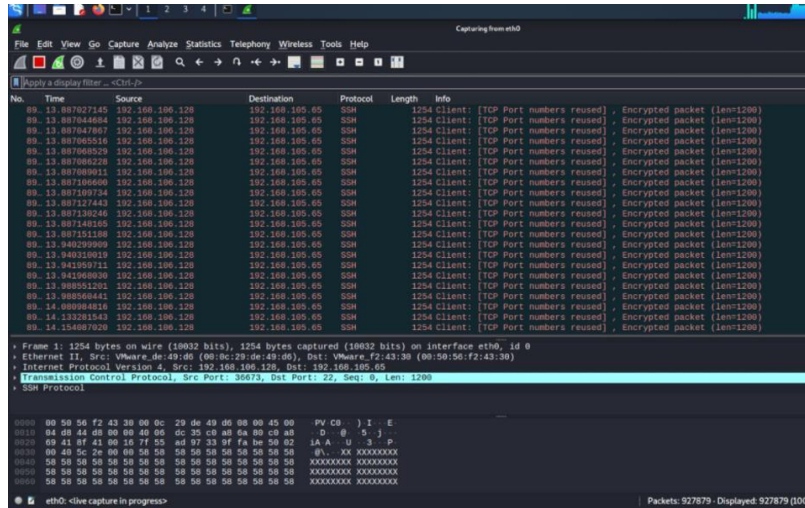 1 2 3 4
Capturing from eth0
File Edit View Go Capture Analyze Statistics Telephony Wireless Tools Help
Apply a display filter ... <Ctrl-/>
No. Time Source Destination Protocol Length Info
89… 13.887027145 192.168.106.128 192.168.105.65 SSH 1254 Client: [TCP Port numbers reused] , Encrypted packet (len=1200)
89… 13.887044684 192.168.106.128 192.168.105.65 SSH 1254 Client: [TCP Port numbers reused] , Encrypted packet (len=1200)
89… 13.887047867 192.168.106.128 192.168.105.65 SSH 1254 Client: [TCP Port numbers reused] , Encrypted packet (len=1200)
89… 13.887065516 192.168.106.128 192.168.105.65 SSH 1254 Client: [TCP Port numbers reused] , Encrypted packet (len=1200)
89… 13.887068529 192.168.106.128 192.168.105.65 SSH 1254 Client: [TCP Port numbers reused] , Encrypted packet (len=1200)
89… 13.887086228 192.168.106.128 192.168.105.65 SSH 1254 Client: [TCP Port numbers reused] , Encrypted packet (len=1200)
89… 13.887089011 192.168.106.128 192.168.105.65 SSH 1254 Client: [TCP Port numbers reused] , Encrypted packet (len=1200)
89… 13.887106600 192.168.106.128 192.168.105.65 SSH 1254 Client: [TCP Port numbers reused] , Encrypted packet (len=1200)
89… 13.887109734 192.168.106.128 192.168.105.65 SSH 1254 Client: [TCP Port numbers reused] , Encrypted packet (len=1200)
89… 13.887127443 192.168.106.128 192.168.105.65 SSH 1254 Client: [TCP Port numbers reused] , Encrypted packet (len=1200)
89… 13.887130246 192.168.106.128 192.168.105.65 SSH 1254 Client: [TCP Port numbers reused] , Encrypted packet (len=1200)
89… 13.887148165 192.168.106.128 192.168.105.65 SSH 1254 Client: [TCP Port numbers reused] , Encrypted packet (len=1200)
89… 13.887151188 192.168.106.128 192.168.105.65 SSH 1254 Client: [TCP Port numbers reused] , Encrypted packet (len=1200)
89… 13.940299909 192.168.106.128 192.168.105.65 SSH 1254 Client: [TCP Port numbers reused] , Encrypted packet (len=1200)
89… 13.940310019 192.168.106.128 192.168.105.65 SSH 1254 Client: [TCP Port numbers reused] , Encrypted packet (len=1200)
89… 13.941959711 192.168.106.128 192.168.105.65 SSH 1254 Client: [TCP Port numbers reused] , Encrypted packet (len=1200)
89… 13.941968030 192.168.106.128 192.168.105.65 SSH 1254 Client: [TCP Port numbers reused] , Encrypted packet (len=1200)
89… 13.988551201 192.168.106.128 192.168.105.65 SSH 1254 Client: [TCP Port numbers reused] , Encrypted packet (len=1200)
89… 13.988560441 192.168.106.128 192.168.105.65 SSH 1254 Client: [TCP Port numbers reused] , Encrypted packet (len=1200)
89… 14.080984816 192.168.106.128 192.168.105.65 SSH 1254 Client: [TCP Port numbers reused] , Encrypted packet (len=1200)
89… 14.133281543 192.168.106.128 192.168.105.65 SSH 1254 Client: [TCP Port numbers reused] , Encrypted packet (len=1200)
89… 14.154087020 192.168.106.128 192.168.105.65 SSH 1254 Client: [TCP Port numbers reused] , Encrypted packet (len=1200)
Frame 1: 1254 bytes on wire (10032 bits), 1254 bytes captured (10032 bits) on interface eth0, id 0
Ethernet II, Src: VMware_de:49:d6 (00:0c:29:de:49:d6), Dst: VMware_f2:43:30 (00:50:56:f2:43:30)
Internet Protocol Version 4, Src: 192.168.106.128, Dst: 192.168.105.65
Transmission Control Protocol, Src Port: 36673, Dst Port: 22, Seq: 0, Len: 1200
SSH Protocol
0000 00 50 56 f2 43 30 00 0c 29 de 49 d6 08 00 45 00 ·PV·C0·· )·I···E·
0010 04 d8 44 d8 00 00 40 06 dc 35 c0 a8 6a 80 c0 a8 ··D···@· ·5··j···
0020 69 41 8f 41 00 16 7f 55 ad 97 33 9f fa be 50 02 iA·A···U ··3···P·
0030 00 40 5c 2e 00 00 58 58 58 58 58 58 58 58 58 58 ·@\.··XX XXXXXXXX
0040 58 58 58 58 58 58 58 58 58 58 58 58 58 58 58 58 XXXXXXXX XXXXXXXX
0050 58 58 58 58 58 58 58 58 58 58 58 58 58 58 58 58 XXXXXXXX XXXXXXXX
0060 58 58 58 58 58 58 58 58 58 58 58 58 58 58 58 58 XXXXXXXX XXXXXXXX
eth0: <live capture in progress> Packets: 927879 · Displayed: 927879 (100